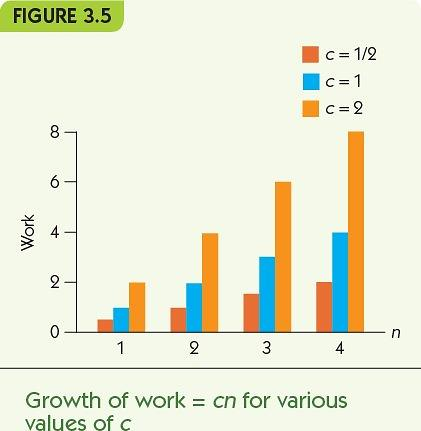 FIGURE 3.5
c = 1/2
c = 1
c = 2
8
6
4
2
0
Work
1 2 3 4
n
Growth of work = cn for various
values of c